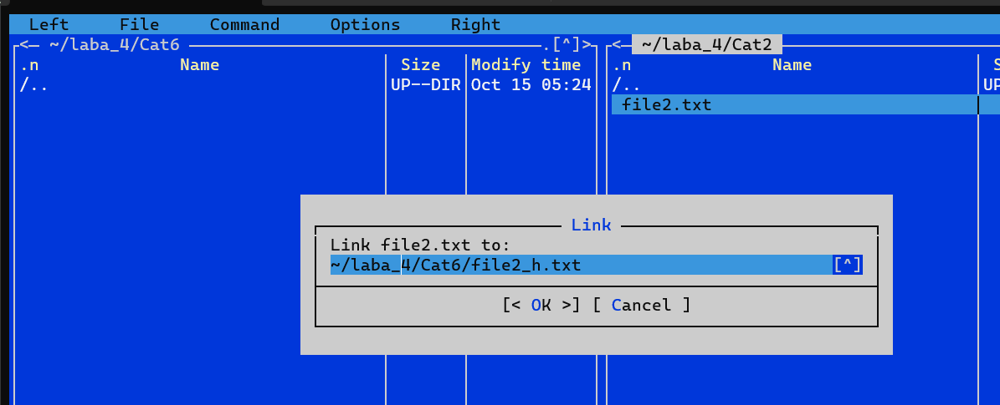 Left File Command Options Right
<— ~/laba_4/Cat6 .[^]> <— ~/laba_4/Cat2
.n Name Size Modify time .n Name S
/.. UP--DIR Oct 15 05:24 /.. UP
file2.txt
Link
Link file2.txt to:
~/laba_4/Cat6/file2_h.txt [^]
[< OK >] [ Cancel ]